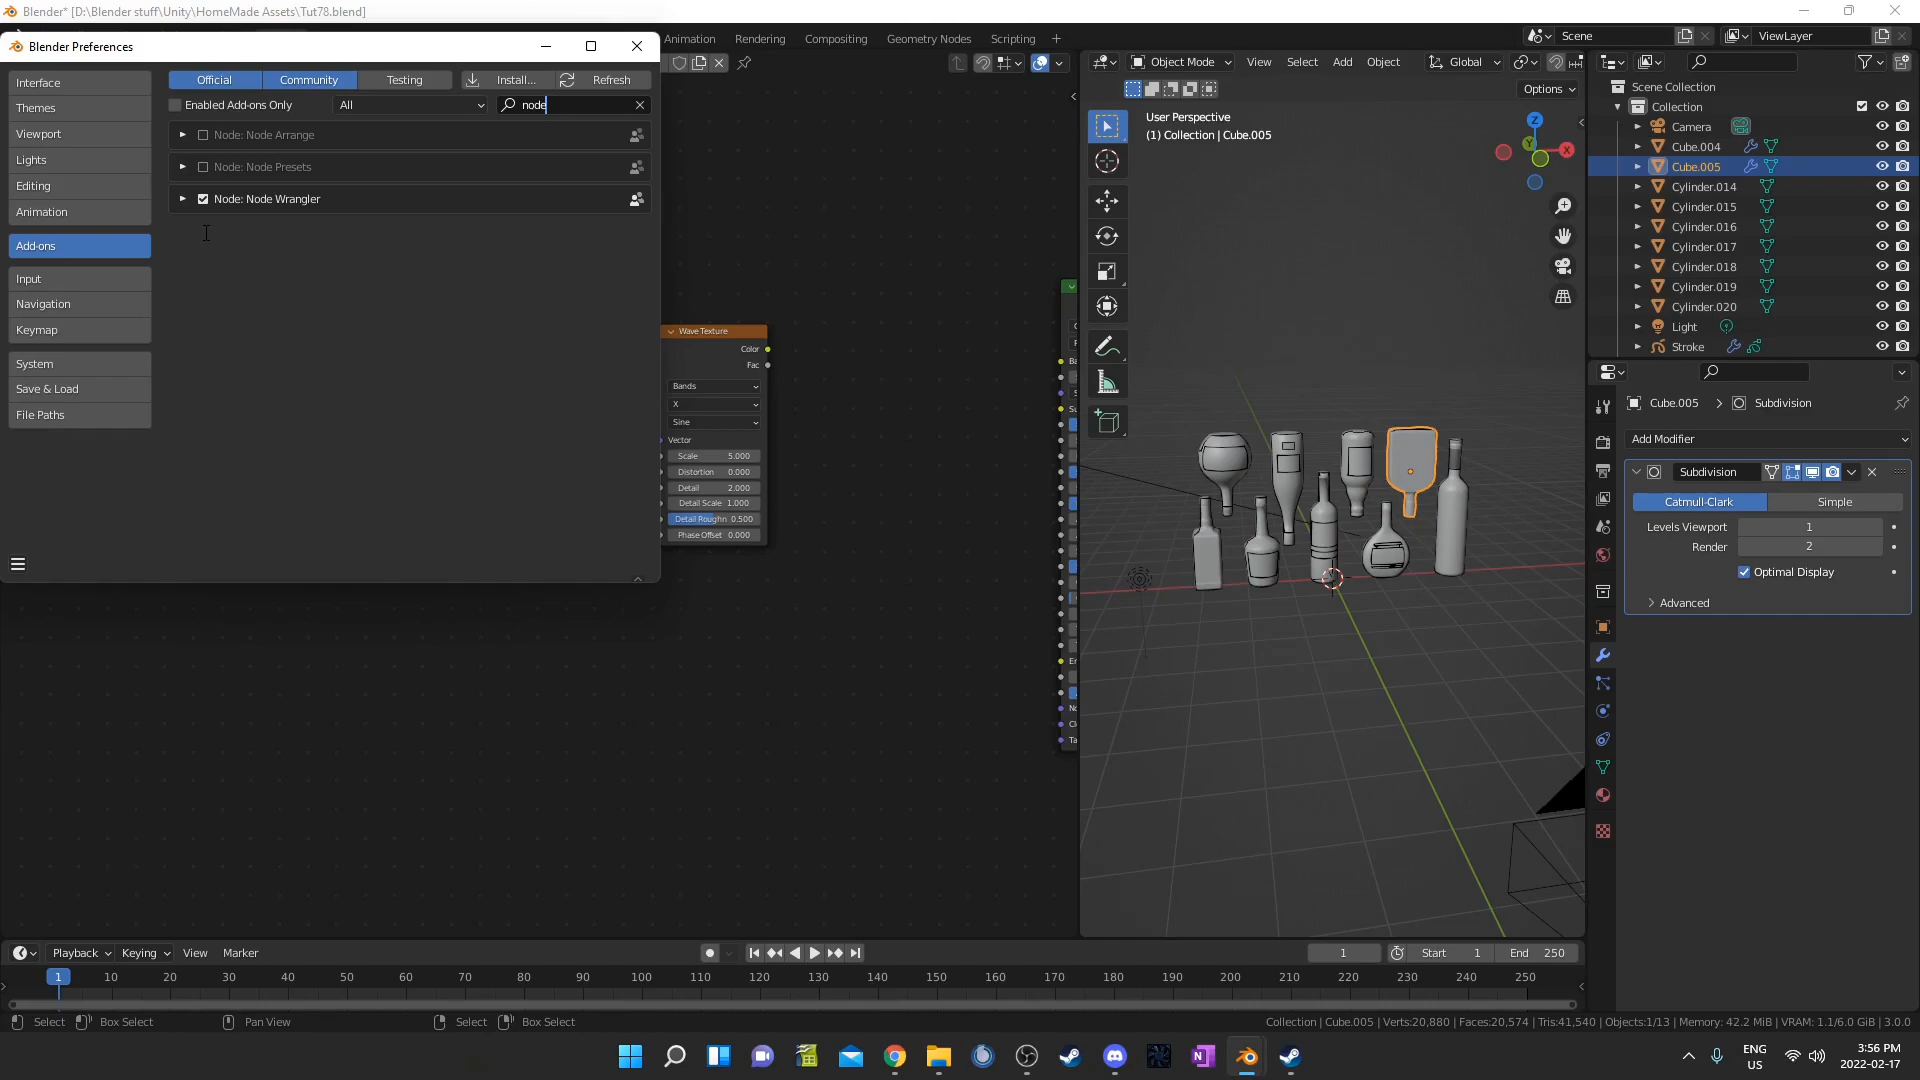 Blender* [D:\Blender stuff\Unity\HomeMade Assets\Tut78.blend]
Blender Preferences
Animation
Rendering
Compositing
Geometry Nodes
Scripting
Scene
ViewLayer
Interface
Themes
Viewport
Lights
Editing
Animation
Add-ons
Input
Navigation
Keymap
System
Save & Load
File Paths
Official
Community
Testing
Install...
Refresh
Enabled Add-ons Only
All
node
Node: Node Arrange
Node: Node Presets
Node: Node Wrangler
Wave Texture
Color
Fac
Bands
X
Sine
Vector
Scale 5.000
Distortion 0.000
Detail 2.000
Detail Scale 1.000
Detail Roughn 0.500
Phase Offset 0.000
Object Mode
View
Select
Add
Object
Global
Options
User Perspective
(1) Collection | Cube.005
Z
Y
X
Scene Collection
Collection
Camera
Cube.004
Cube.005
Cylinder.014
Cylinder.015
Cylinder.016
Cylinder.017
Cylinder.018
Cylinder.019
Cylinder.020
Light
Stroke
Cube.005 > Subdivision
Add Modifier
Subdivision
Catmull-Clark
Simple
Levels Viewport 1
Render 2
Optimal Display
Advanced
Playback
Keying
View
Marker
1
Start 1
End 250
1 10 20 30 40 50 60 70 80 90 100 110 120 130 140 150 160 170 180 190 200 210 220 230 240 250
Select
Box Select
Pan View
Select
Box Select
Collection | Cube.005 | Verts:20,880 | Faces:20,574 | Tris:41,540 | Objects:1/13 | Memory: 42.2 MiB | VRAM: 1.1/6.0 GiB | 3.0.0
ENG
US
3:56 PM
2022-02-17